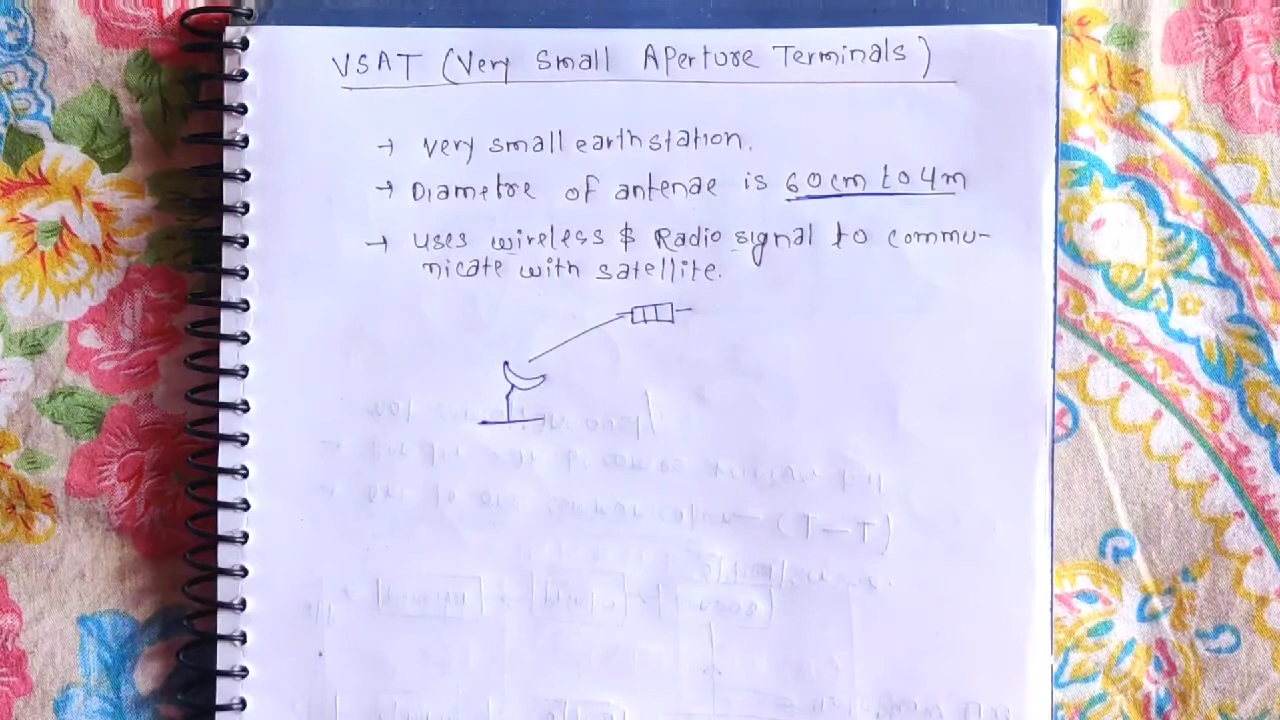 VSAT (Very Small Aperture Terminals)
→ Very small earth station.
→ Diametre of antenae is 60cm to 4m
→ Uses wireless & Radio signal to commu-
nicate with satellite.